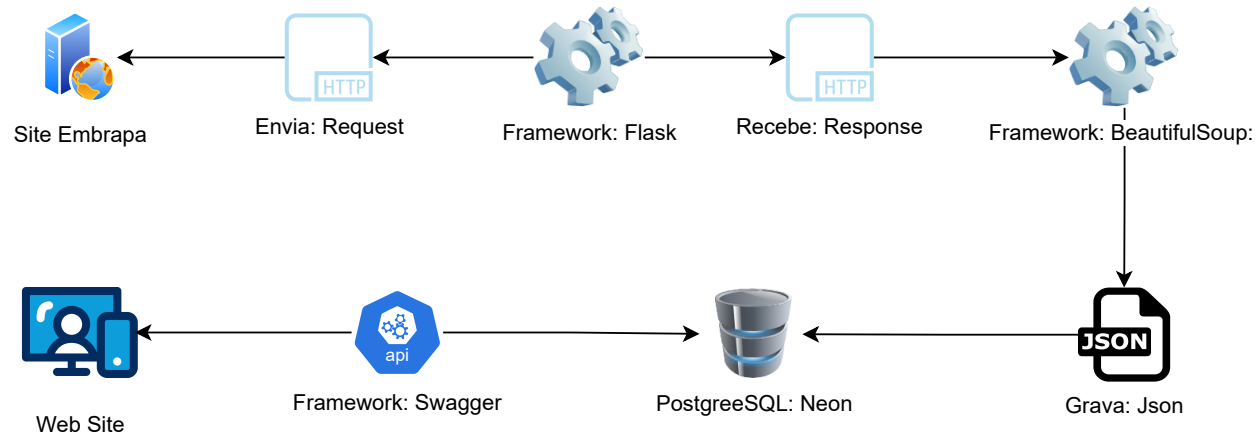 HTTP
HTTP
Site Embrapa
Envia: Request
Framework: Flask
Recebe: Response
Framework: BeautifulSoup:
api
JSON
Web Site
Framework: Swagger
PostgreeSQL: Neon
Grava: Json